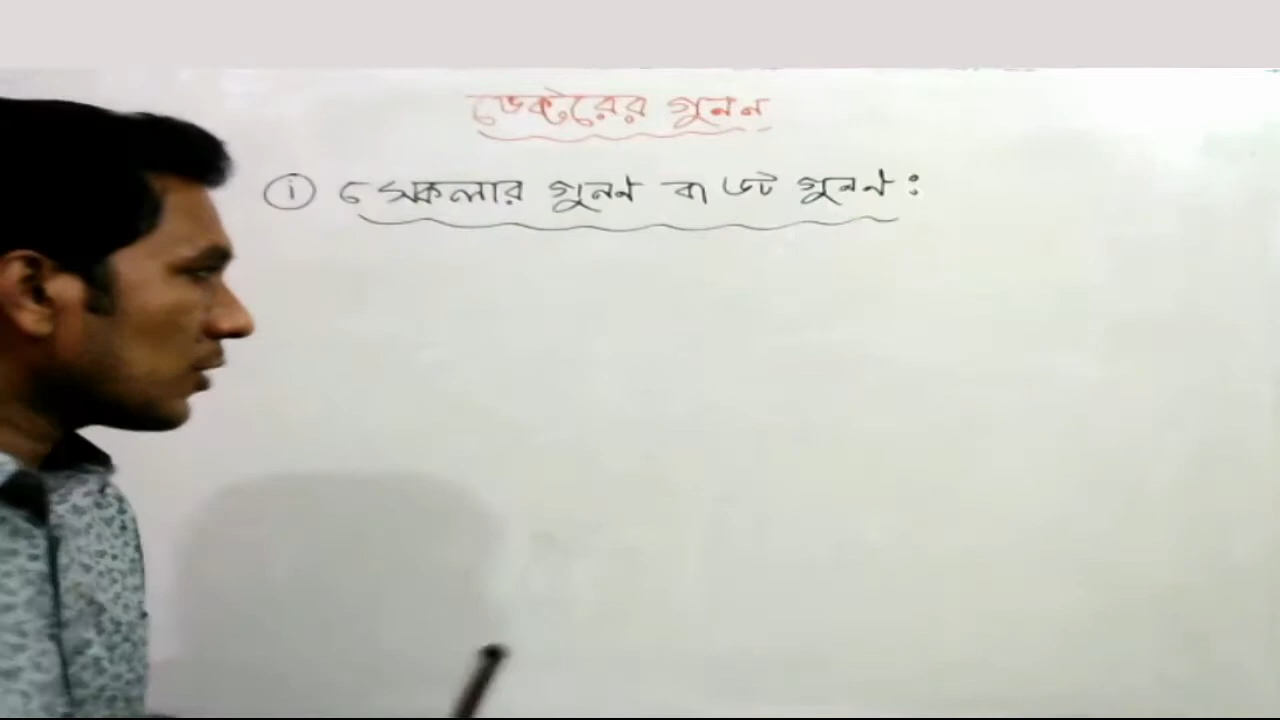 ভেক্টরের গুনন
(i) স্কেলার গুনন বা ডট গুনন: